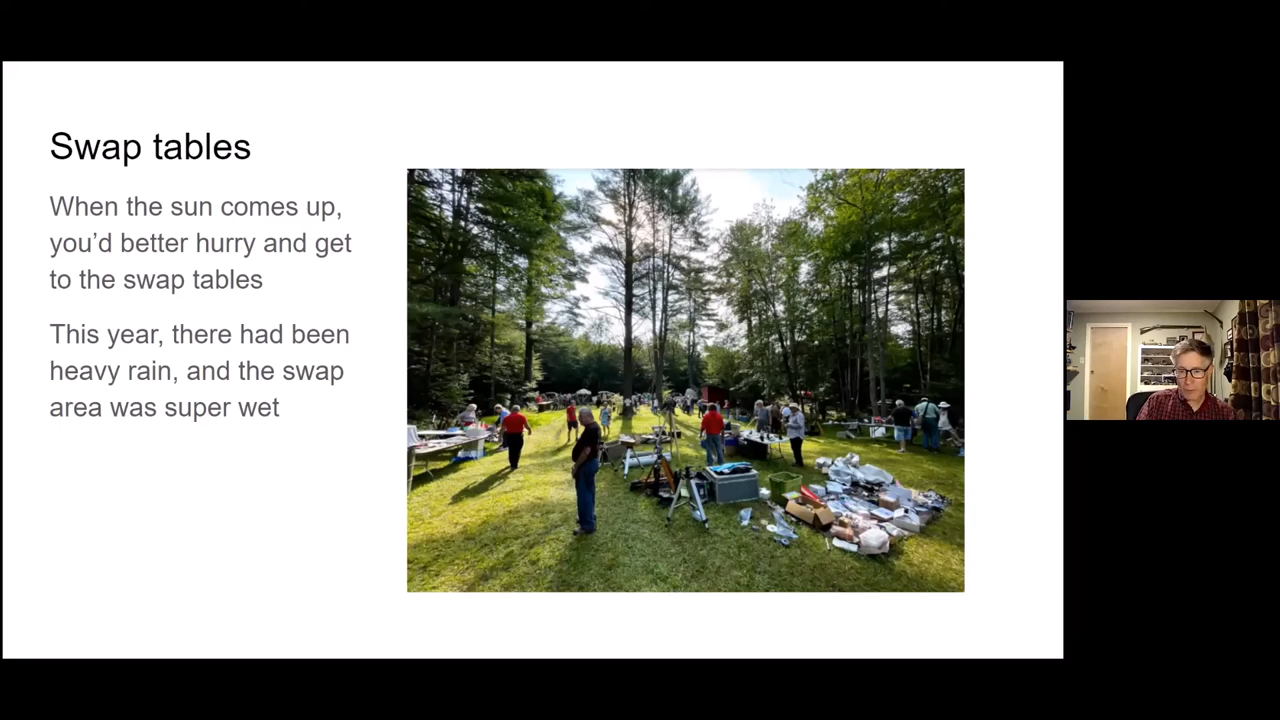 Swap tables
When the sun comes up,
you’d better hurry and get
to the swap tables
This year, there had been
heavy rain, and the swap
area was super wet